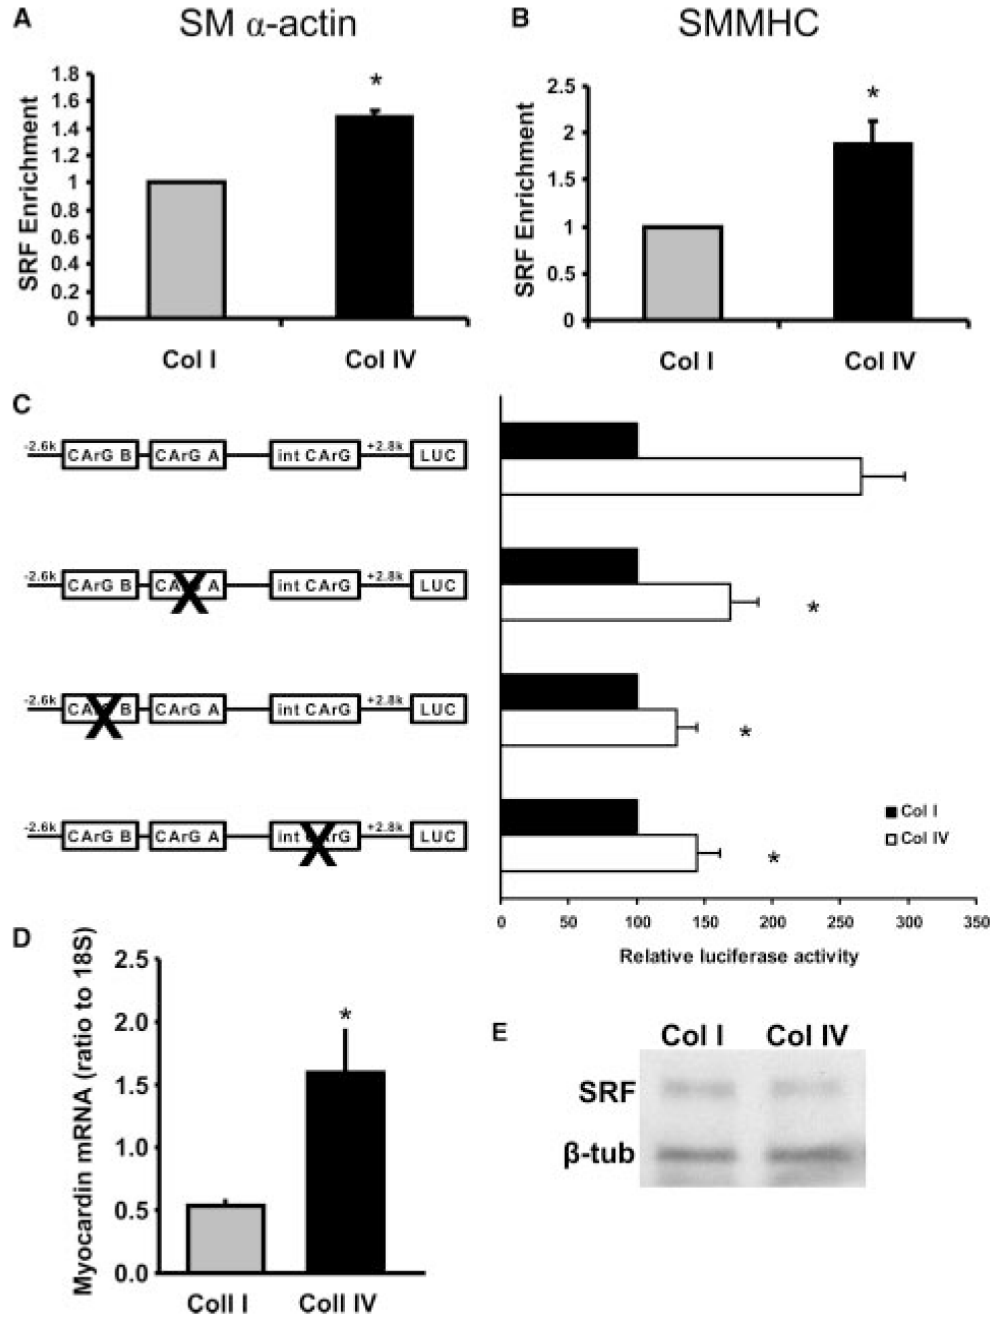 A
SM α-actin
SRF Enrichment
1.8
1.6
1.4
1.2
1
0.8
0.6
0.4
0.2
0
*
Col I
Col IV
B
SMMHC
SRF Enrichment
2.5
2
1.5
1
0.5
0
*
Col I
Col IV
C
-2.6k CArG B CArG A int CArG +2.8k LUC
-2.6k CArG B CA X A int CArG +2.8k LUC
*
-2.6k CA X B CArG A int CArG +2.8k LUC
*
-2.6k CArG B CArG A int X rG +2.8k LUC
*
Col I
Col IV
0 50 100 150 200 250 300 350
Relative luciferase activity
D
Myocardin mRNA (ratio to 18S)
2.5
2.0
1.5
1.0
0.5
0.0
*
Coll I
Coll IV
E
Col I Col IV
SRF
β-tub